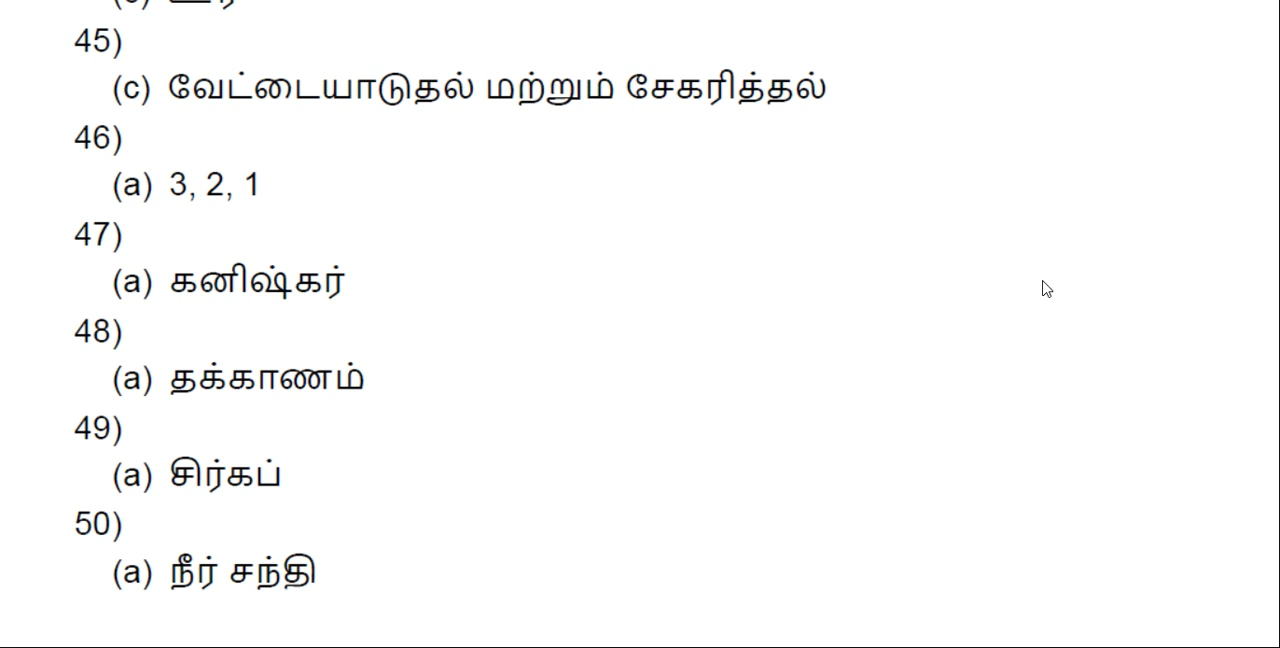 45)
(c) வேட்டையாடுதல் மற்றும் சேகரித்தல்
46)
(a) 3, 2, 1
47)
(a) கனிஷ்கர்
48)
(a) தக்காணம்
49)
(a) சிர்கப்
50)
(a) நீர் சந்தி